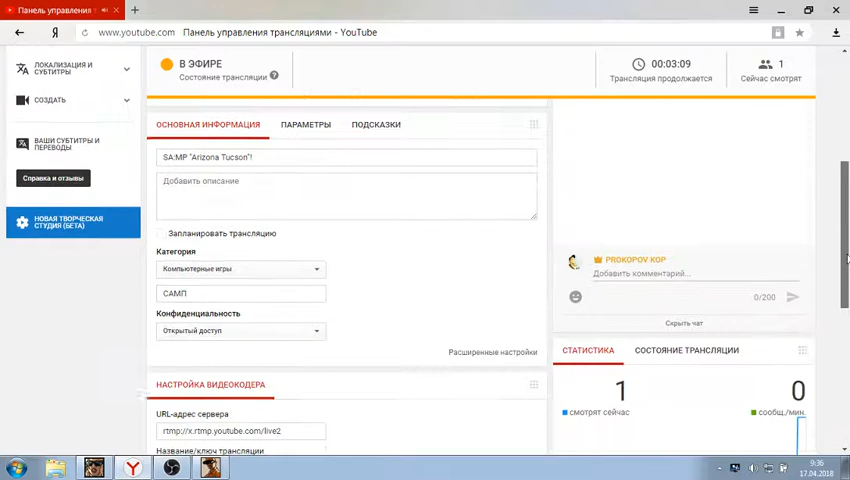 Панель управления
www.youtube.com Панель управления трансляциями - YouTube
ЛОКАЛИЗАЦИЯ И
СУБТИТРЫ
СОЗДАТЬ
ВАШИ СУБТИТРЫ И
ПЕРЕВОДЫ
Справка и отзывы
НОВАЯ ТВОРЧЕСКАЯ
СТУДИЯ (БЕТА)
В ЭФИРЕ
Состояние трансляции
00:03:09
Трансляция продолжается
1
Сейчас смотрят
ОСНОВНАЯ ИНФОРМАЦИЯ ПАРАМЕТРЫ ПОДСКАЗКИ
SA:MP "Arizona Tucson"!
Добавить описание
Запланировать трансляцию
Категория
Компьютерные игры
САМП
Конфиденциальность
Открытый доступ
Расширенные настройки
НАСТРОЙКА ВИДЕОКОДЕРА
URL-адрес сервера
rtmp://x.rtmp.youtube.com/live2
Название/ключ трансляции
PROKOPOV KOP
Добавить комментарий...
0/200
Скрыть чат
СТАТИСТИКА СОСТОЯНИЕ ТРАНСЛЯЦИИ
1
смотрят сейчас
0
сообщ./мин.
9:36
17.04.2018